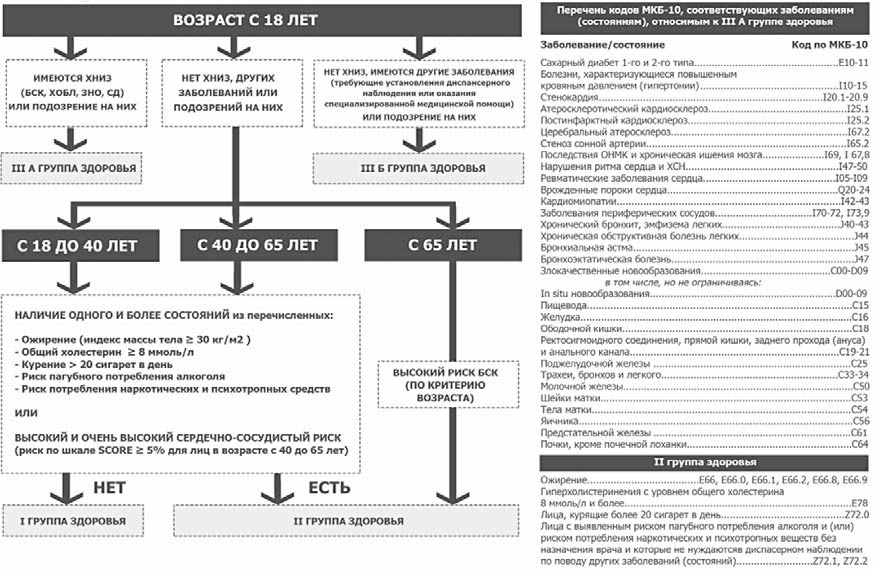 ВОЗРАСТ С 18 ЛЕТ
ИМЕЮТСЯ ХНИЗ
(БСК, ХОБЛ, ЗНО, СД)
ИЛИ ПОДОЗРЕНИЕ НА НИХ
НЕТ ХНИЗ, ДРУГИХ
ЗАБОЛЕВАНИЙ ИЛИ
ПОДОЗРЕНИЙ НА НИХ
НЕТ ХНИЗ, ИМЕЮТСЯ ДРУГИЕ ЗАБОЛЕВАНИЯ
(требующие установления диспансерного
наблюдения или оказания
специализированной медицинской помощи)
ИЛИ ПОДОЗРЕНИЕ НА НИХ
III А ГРУППА ЗДОРОВЬЯ
III Б ГРУППА ЗДОРОВЬЯ
С 18 ДО 40 ЛЕТ
С 40 ДО 65 ЛЕТ
С 65 ЛЕТ
НАЛИЧИЕ ОДНОГО И БОЛЕЕ СОСТОЯНИЙ из перечисленных:
- Ожирение (индекс массы тела ≥ 30 кг/м2 )
- Общий холестерин ≥ 8 ммоль/л
- Курение > 20 сигарет в день
- Риск пагубного потребления алкоголя
- Риск потребления наркотических и психотропных средств
ИЛИ
ВЫСОКИЙ И ОЧЕНЬ ВЫСОКИЙ СЕРДЕЧНО-СОСУДИСТЫЙ РИСК
(риск по шкале SCORE ≥ 5% для лиц в возрасте с 40 до 65 лет)
ВЫСОКИЙ РИСК БСК
(ПО КРИТЕРИЮ
ВОЗРАСТА)
НЕТ
ЕСТЬ
I ГРУППА ЗДОРОВЬЯ
II ГРУППА ЗДОРОВЬЯ
Перечень кодов МКБ-10, соответствующих заболеваниям
(состояниям), относимым к III А группе здоровья
Заболевание/состояние Код по МКБ-10
Сахарный диабет 1-го и 2-го типа...E10-11
Болезни, характеризующиеся повышенным
кровяным давлением (гипертонии)...I10-15
Стенокардия...I20.1-20.9
Атеросклеротический кардиосклероз...I25.1
Постинфарктный кардиосклероз...I25.2
Церебральный атеросклероз...I67.2
Стеноз сонной артерии...I65.2
Последствия ОНМК и хроническая ишемия мозга...I69, I 67,8
Нарушения ритма сердца и ХСН...I47-50
Ревматические заболевания сердца...I05-I09
Врожденные пороки сердца...Q20-24
Кардиомиопатии...I42-43
Заболевания периферических сосудов...I70-72, I73,9
Хронический бронхит, эмфизема легких...J40-43
Хроническая обструктивная болезнь легких...J44
Бронхиальная астма...J45
Бронхоэктатическая болезнь...J47
Злокачественные новообразования...C00-D09
в том числе, но не ограничиваясь:
In situ новообразования...D00-09
Пищевода...C15
Желудка...C16
Ободочной кишки...C18
Ректосигмоидного соединения, прямой кишки, заднего прохода (ануса)
и анального канала...C19-21
Поджелудочной железы...C25
Трахеи, бронхов и легкого...C33-34
Молочной железы...C50
Шейки матки...C53
Тела матки...C54
Яичника...C56
Предстательной железы...C61
Почки, кроме почечной лоханки...C64
II группа здоровья
Ожирение...E66, E66.0, E66.1, E66.2, E66.8, E66.9
Гиперхолистеринемия с уровнем общего холестерина
8 ммоль/л и более...E78
Лица, курящие более 20 сигарет в день...Z72.0
Лица с выявленным риском пагубного потребления алкоголя и (или)
риском потребления наркотических и психотропных веществ без
назначения врача и которые не нуждаютсяв диспасерном наблюдении
по поводу других заболеваний (состояний)...Z72.1, Z72.2